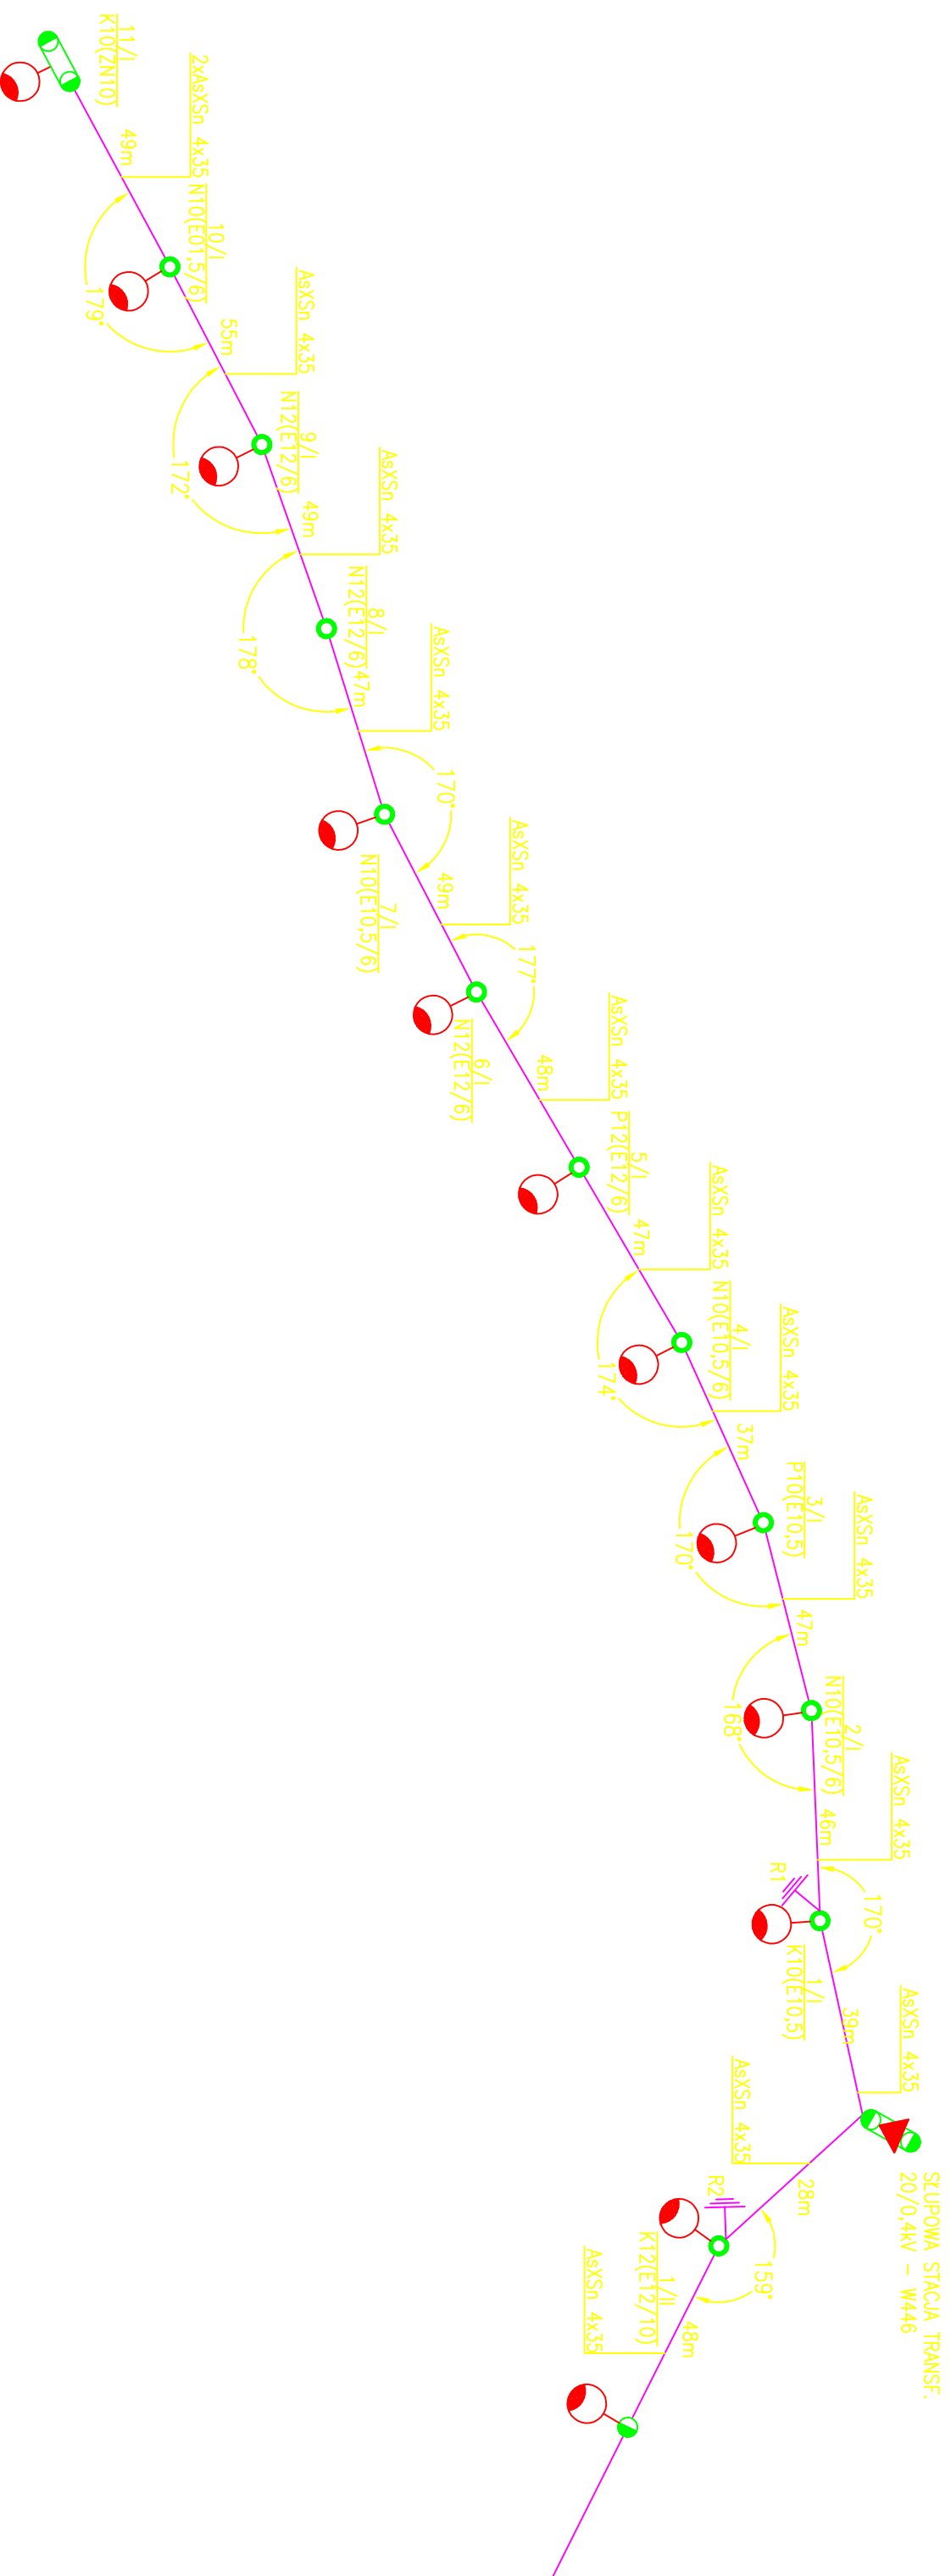 11/I
K10(ZN10)
2xAsXSn 4x35
49m
10/I
N10(E01,5/6)
179°
55m
AsXSn 4x35
9/I
N12(E12/6)
172°
49m
AsXSn 4x35
8/I
N12(E12/6)
178°
47m
AsXSn 4x35
170°
7/I
N10(E10,5/6)
49m
AsXSn 4x35
177°
6/I
N12(E12/6)
48m
AsXSn 4x35
5/I
P12(E12/6)
47m
AsXSn 4x35
4/I
N10(E10,5/6)
174°
37m
AsXSn 4x35
3/I
P10(E10,5)
170°
47m
AsXSn 4x35
2/I
N10(E10,5/6)
168°
46m
AsXSn 4x35
R1
170°
1/I
K10(E10,5)
39m
AsXSn 4x35
SŁUPOWA STACJA TRANSF.
20/0,4kV – W446
AsXSn 4x35
28m
R2
159°
1/II
K12(E12/10)
48m
AsXSn 4x35